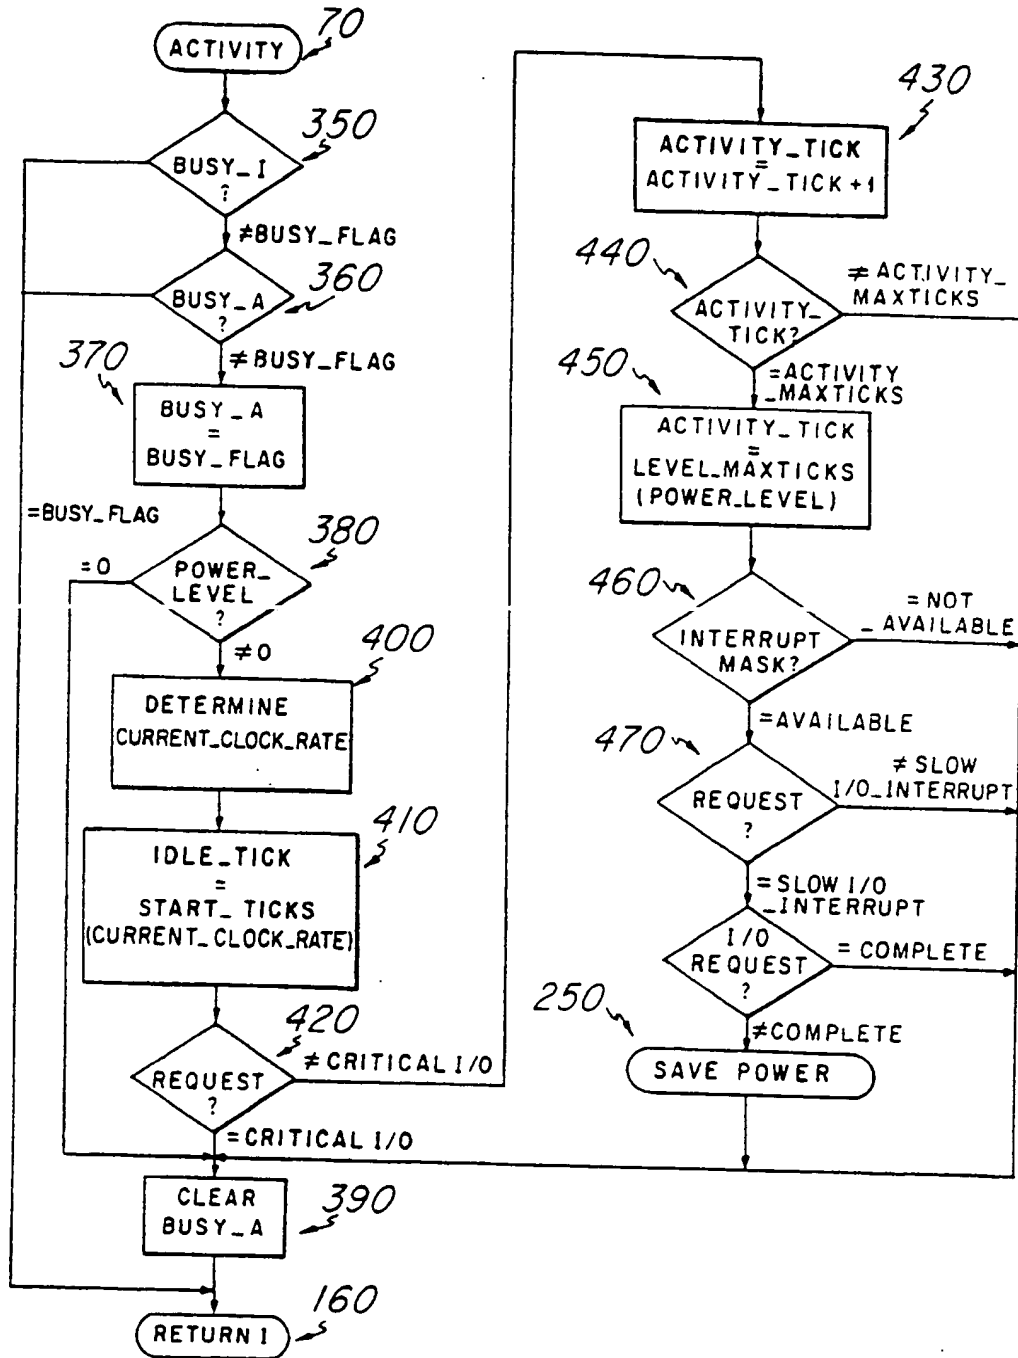 70
ACTIVITY
350
BUSY_I
?
≠BUSY_FLAG
360
BUSY_A
?
≠BUSY_FLAG
370
BUSY_A
=
BUSY_FLAG
=BUSY_FLAG
380
=0
POWER_
LEVEL
?
≠0
400
DETERMINE
CURRENT_CLOCK_RATE
410
IDLE_TICK
=
START_TICKS
(CURRENT_CLOCK_RATE)
420
≠CRITICAL I/O
REQUEST
?
=CRITICAL I/O
390
CLEAR
BUSY_A
160
RETURN I
430
ACTIVITY_TICK
=
ACTIVITY_TICK+1
440
≠ ACTIVITY_
MAXTICKS
ACTIVITY_
TICK?
450
=ACTIVITY
_MAXTICKS
ACTIVITY_TICK
=
LEVEL_MAXTICKS
(POWER_LEVEL)
460
=NOT
_AVAILABLE
INTERRUPT
MASK?
=AVAILABLE
470
≠ SLOW
I/O_INTERRUPT
REQUEST
?
=SLOW I/O
_INTERRUPT
I/O
REQUEST
?
=COMPLETE
250
≠COMPLETE
SAVE POWER